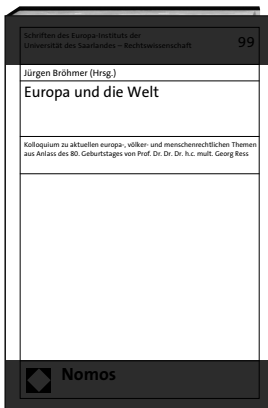 Schriften des Europa-Instituts der
Universität des Saarlandes – Rechtswissenschaft
99
Jürgen Bröhmer (Hrsg.)
Europa und die Welt
Kolloquium zu aktuellen europa-, völker- und menschenrechtlichen Themen
aus Anlass des 80. Geburtstages von Prof. Dr. Dr. Dr. h.c. mult. Georg Ress
Nomos